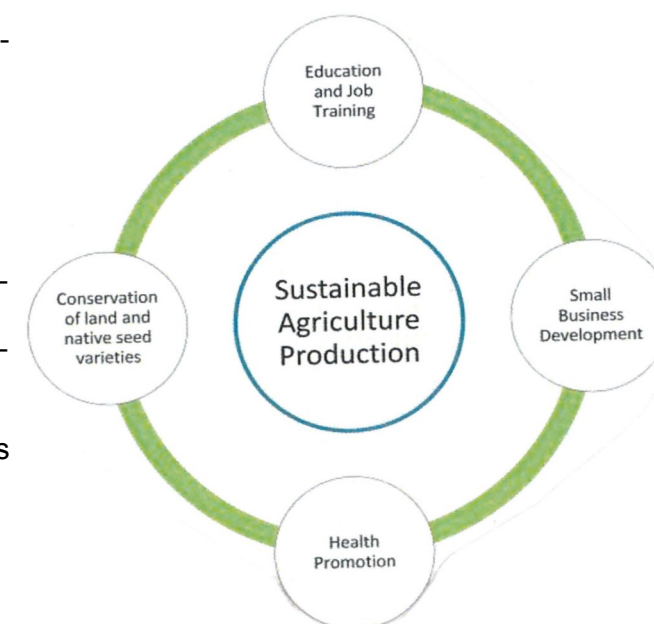 -
Education
and Job
Training
-
Conservation
of land and
native seed
varieties
Sustainable
Agriculture
Production
Small
Business
Development
-
s
Health
Promotion